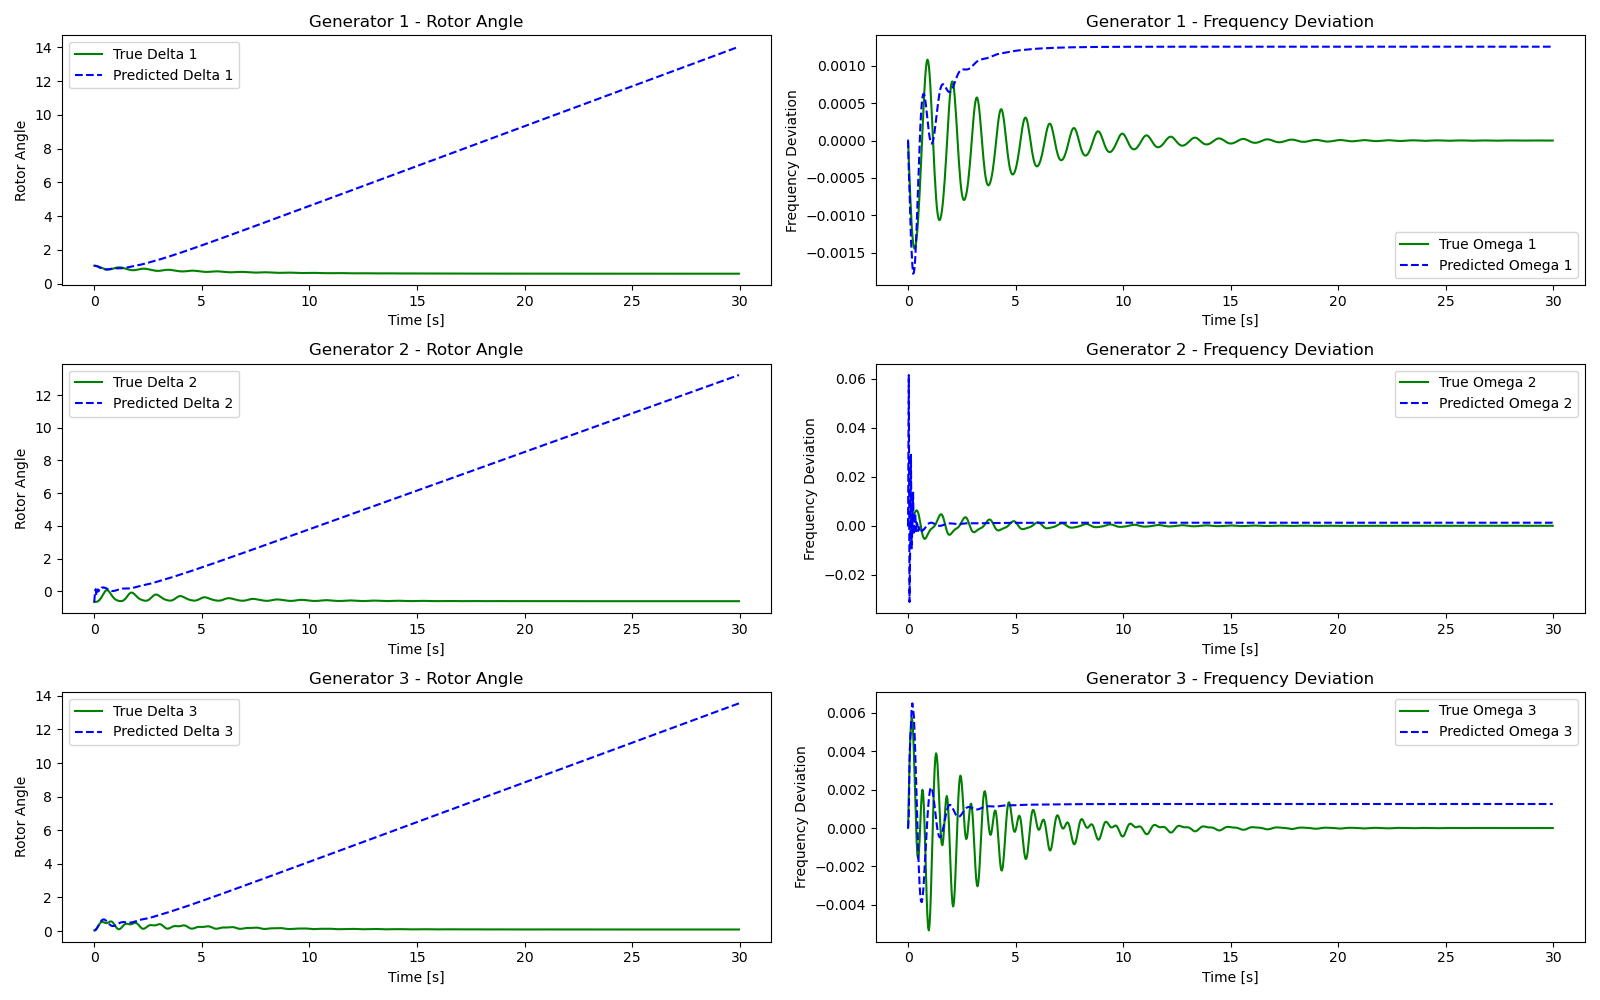 Generator 1 - Rotor Angle
True Delta 1
Predicted Delta 1
14
12
10
8
6
4
2
0
Rotor Angle
0 5 10 15 20 25 30
Time [s]
Generator 1 - Frequency Deviation
0.0010
0.0005
0.0000
−0.0005
−0.0010
−0.0015
Frequency Deviation
True Omega 1
Predicted Omega 1
0 5 10 15 20 25 30
Time [s]
Generator 2 - Rotor Angle
True Delta 2
Predicted Delta 2
12
10
8
6
4
2
0
Rotor Angle
0 5 10 15 20 25 30
Time [s]
Generator 2 - Frequency Deviation
True Omega 2
Predicted Omega 2
0.06
0.04
0.02
0.00
−0.02
Frequency Deviation
0 5 10 15 20 25 30
Time [s]
Generator 3 - Rotor Angle
True Delta 3
Predicted Delta 3
14
12
10
8
6
4
2
0
Rotor Angle
0 5 10 15 20 25 30
Time [s]
Generator 3 - Frequency Deviation
True Omega 3
Predicted Omega 3
0.006
0.004
0.002
0.000
−0.002
−0.004
Frequency Deviation
0 5 10 15 20 25 30
Time [s]